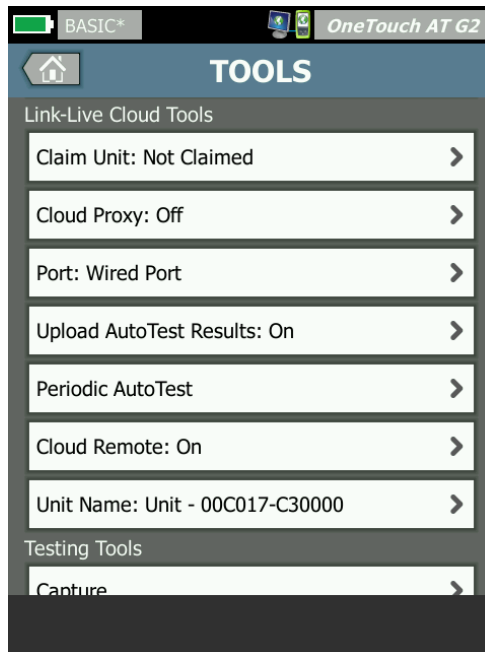 BASIC*
OneTouch AT G2
TOOLS
Link-Live Cloud Tools
Claim Unit: Not Claimed
Cloud Proxy: Off
Port: Wired Port
Upload AutoTest Results: On
Periodic AutoTest
Cloud Remote: On
Unit Name: Unit - 00C017-C30000
Testing Tools
Capture